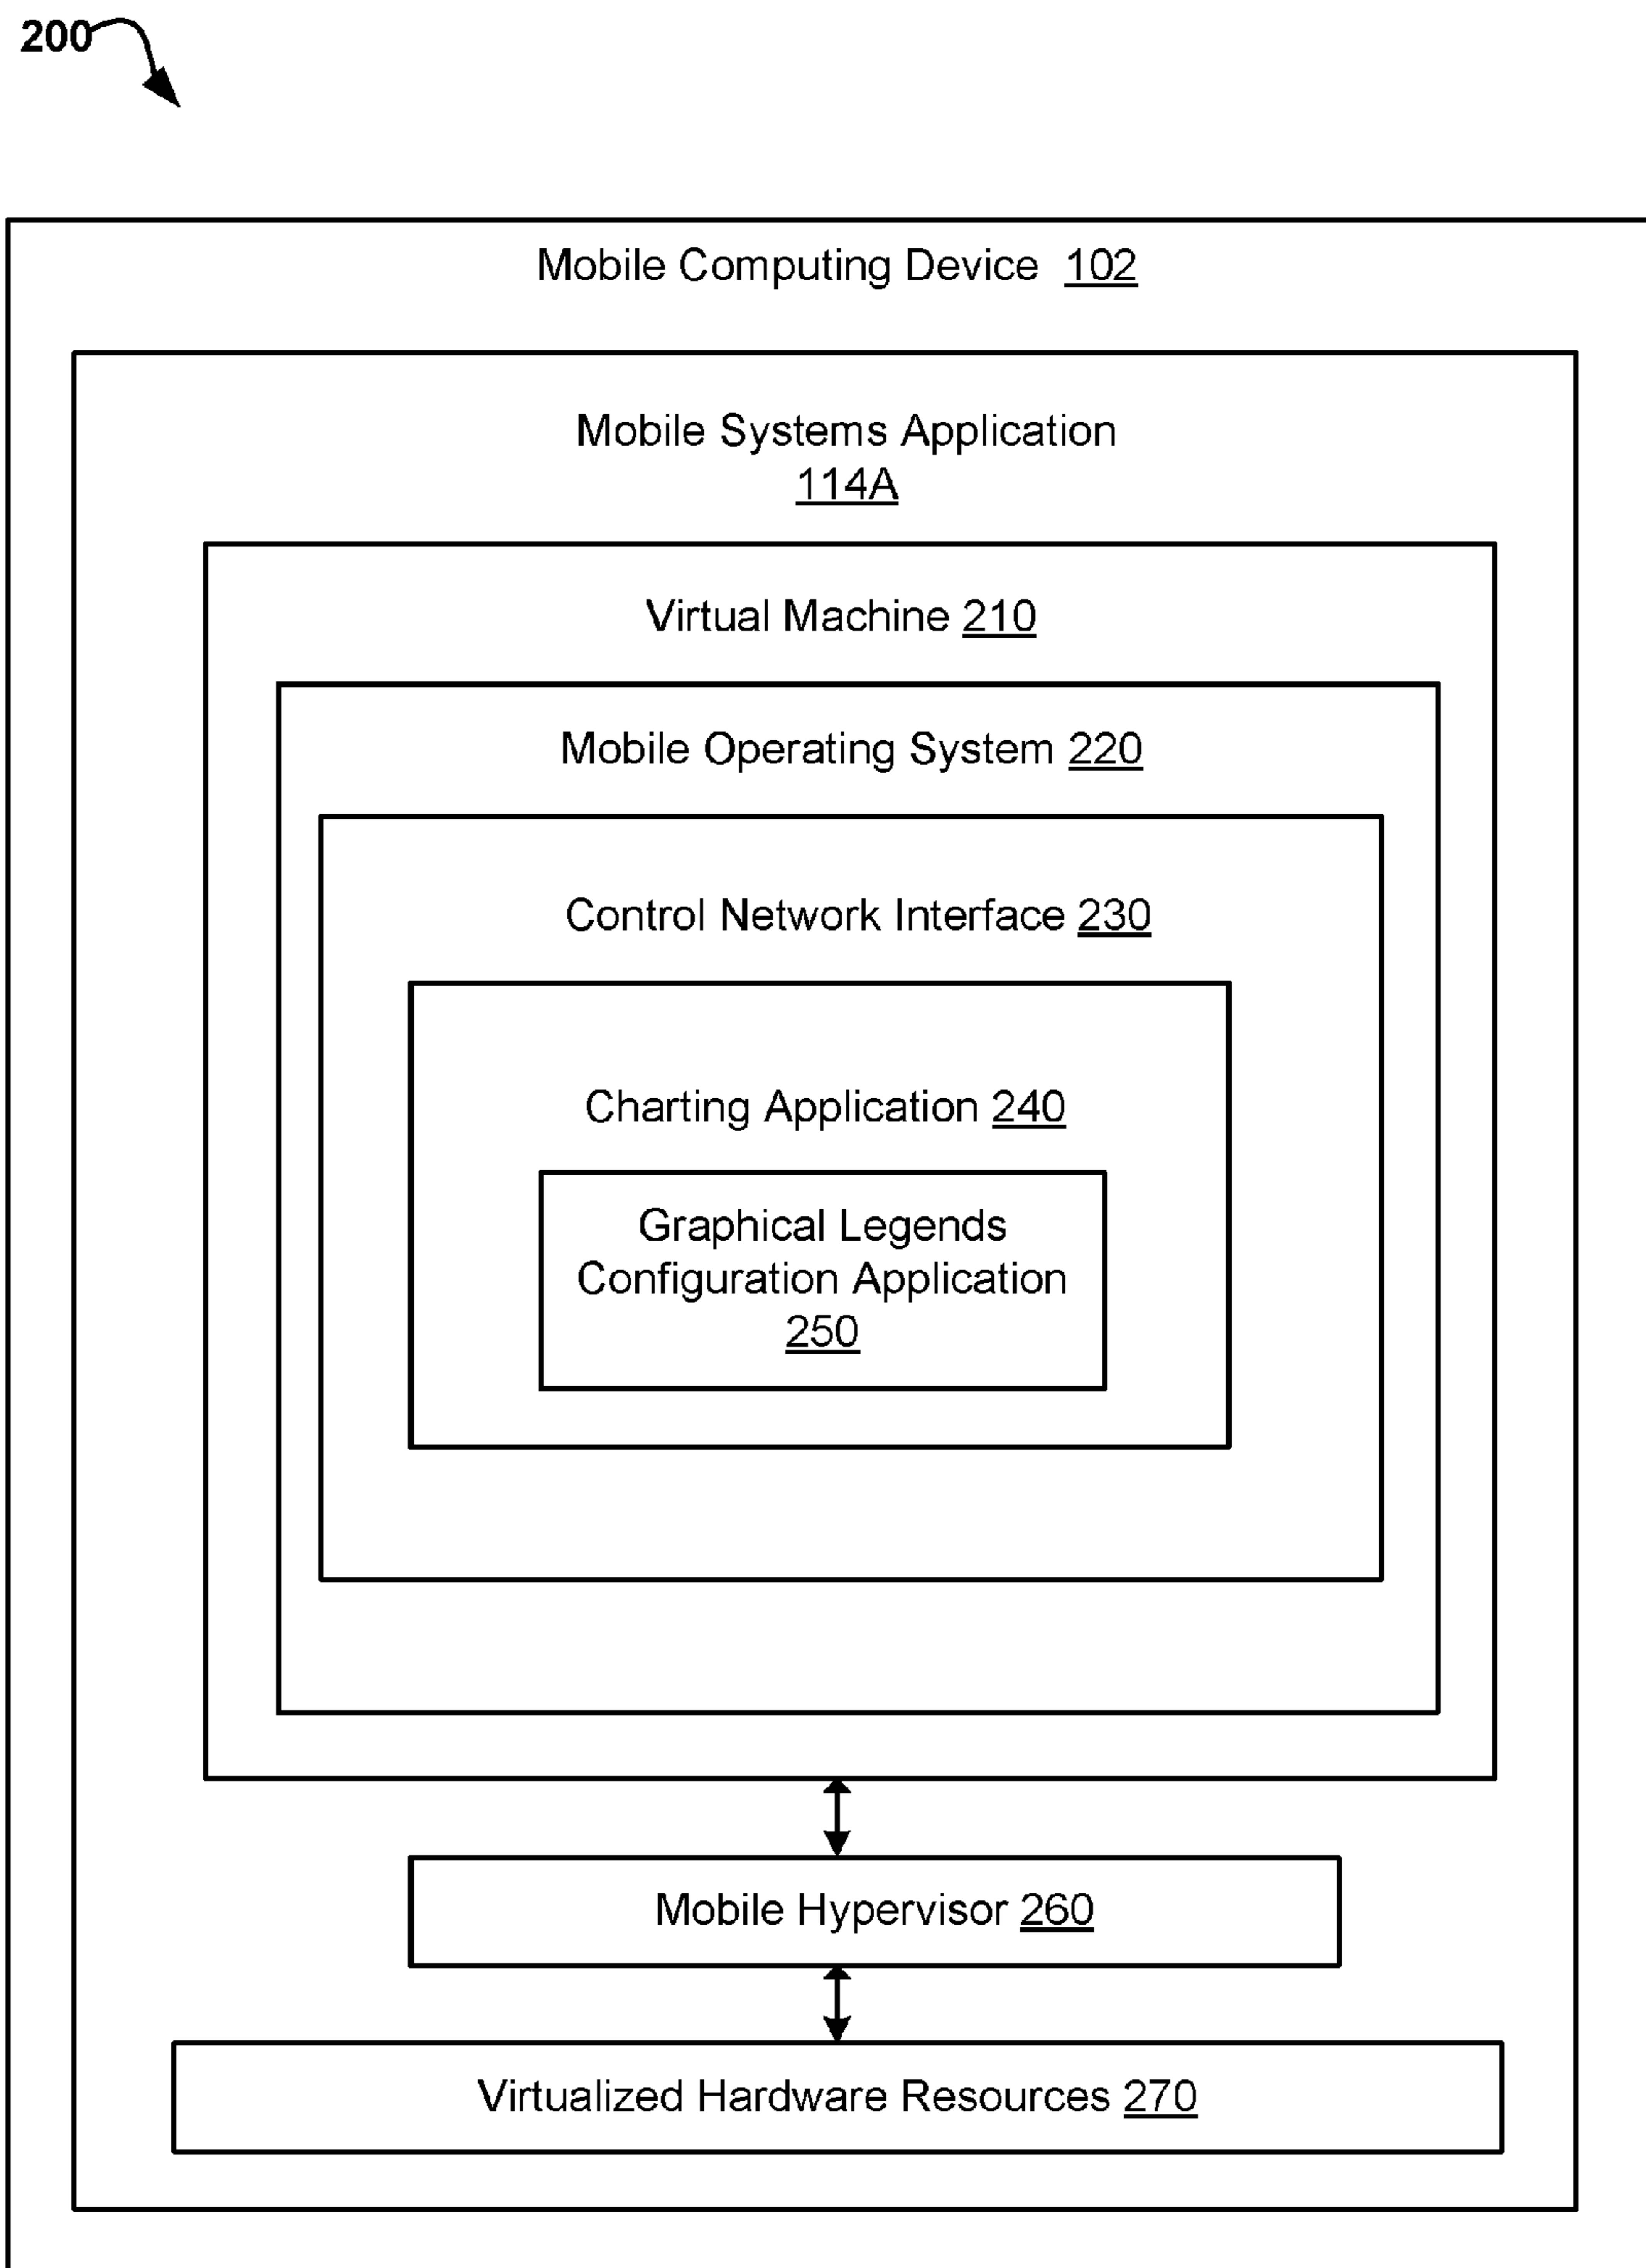 200
Mobile Computing Device 102
Mobile Systems Application
114A
Virtual Machine 210
Mobile Operating System 220
Control Network Interface 230
Charting Application 240
Graphical Legends
Configuration Application
250
Mobile Hypervisor 260
Virtualized Hardware Resources 270